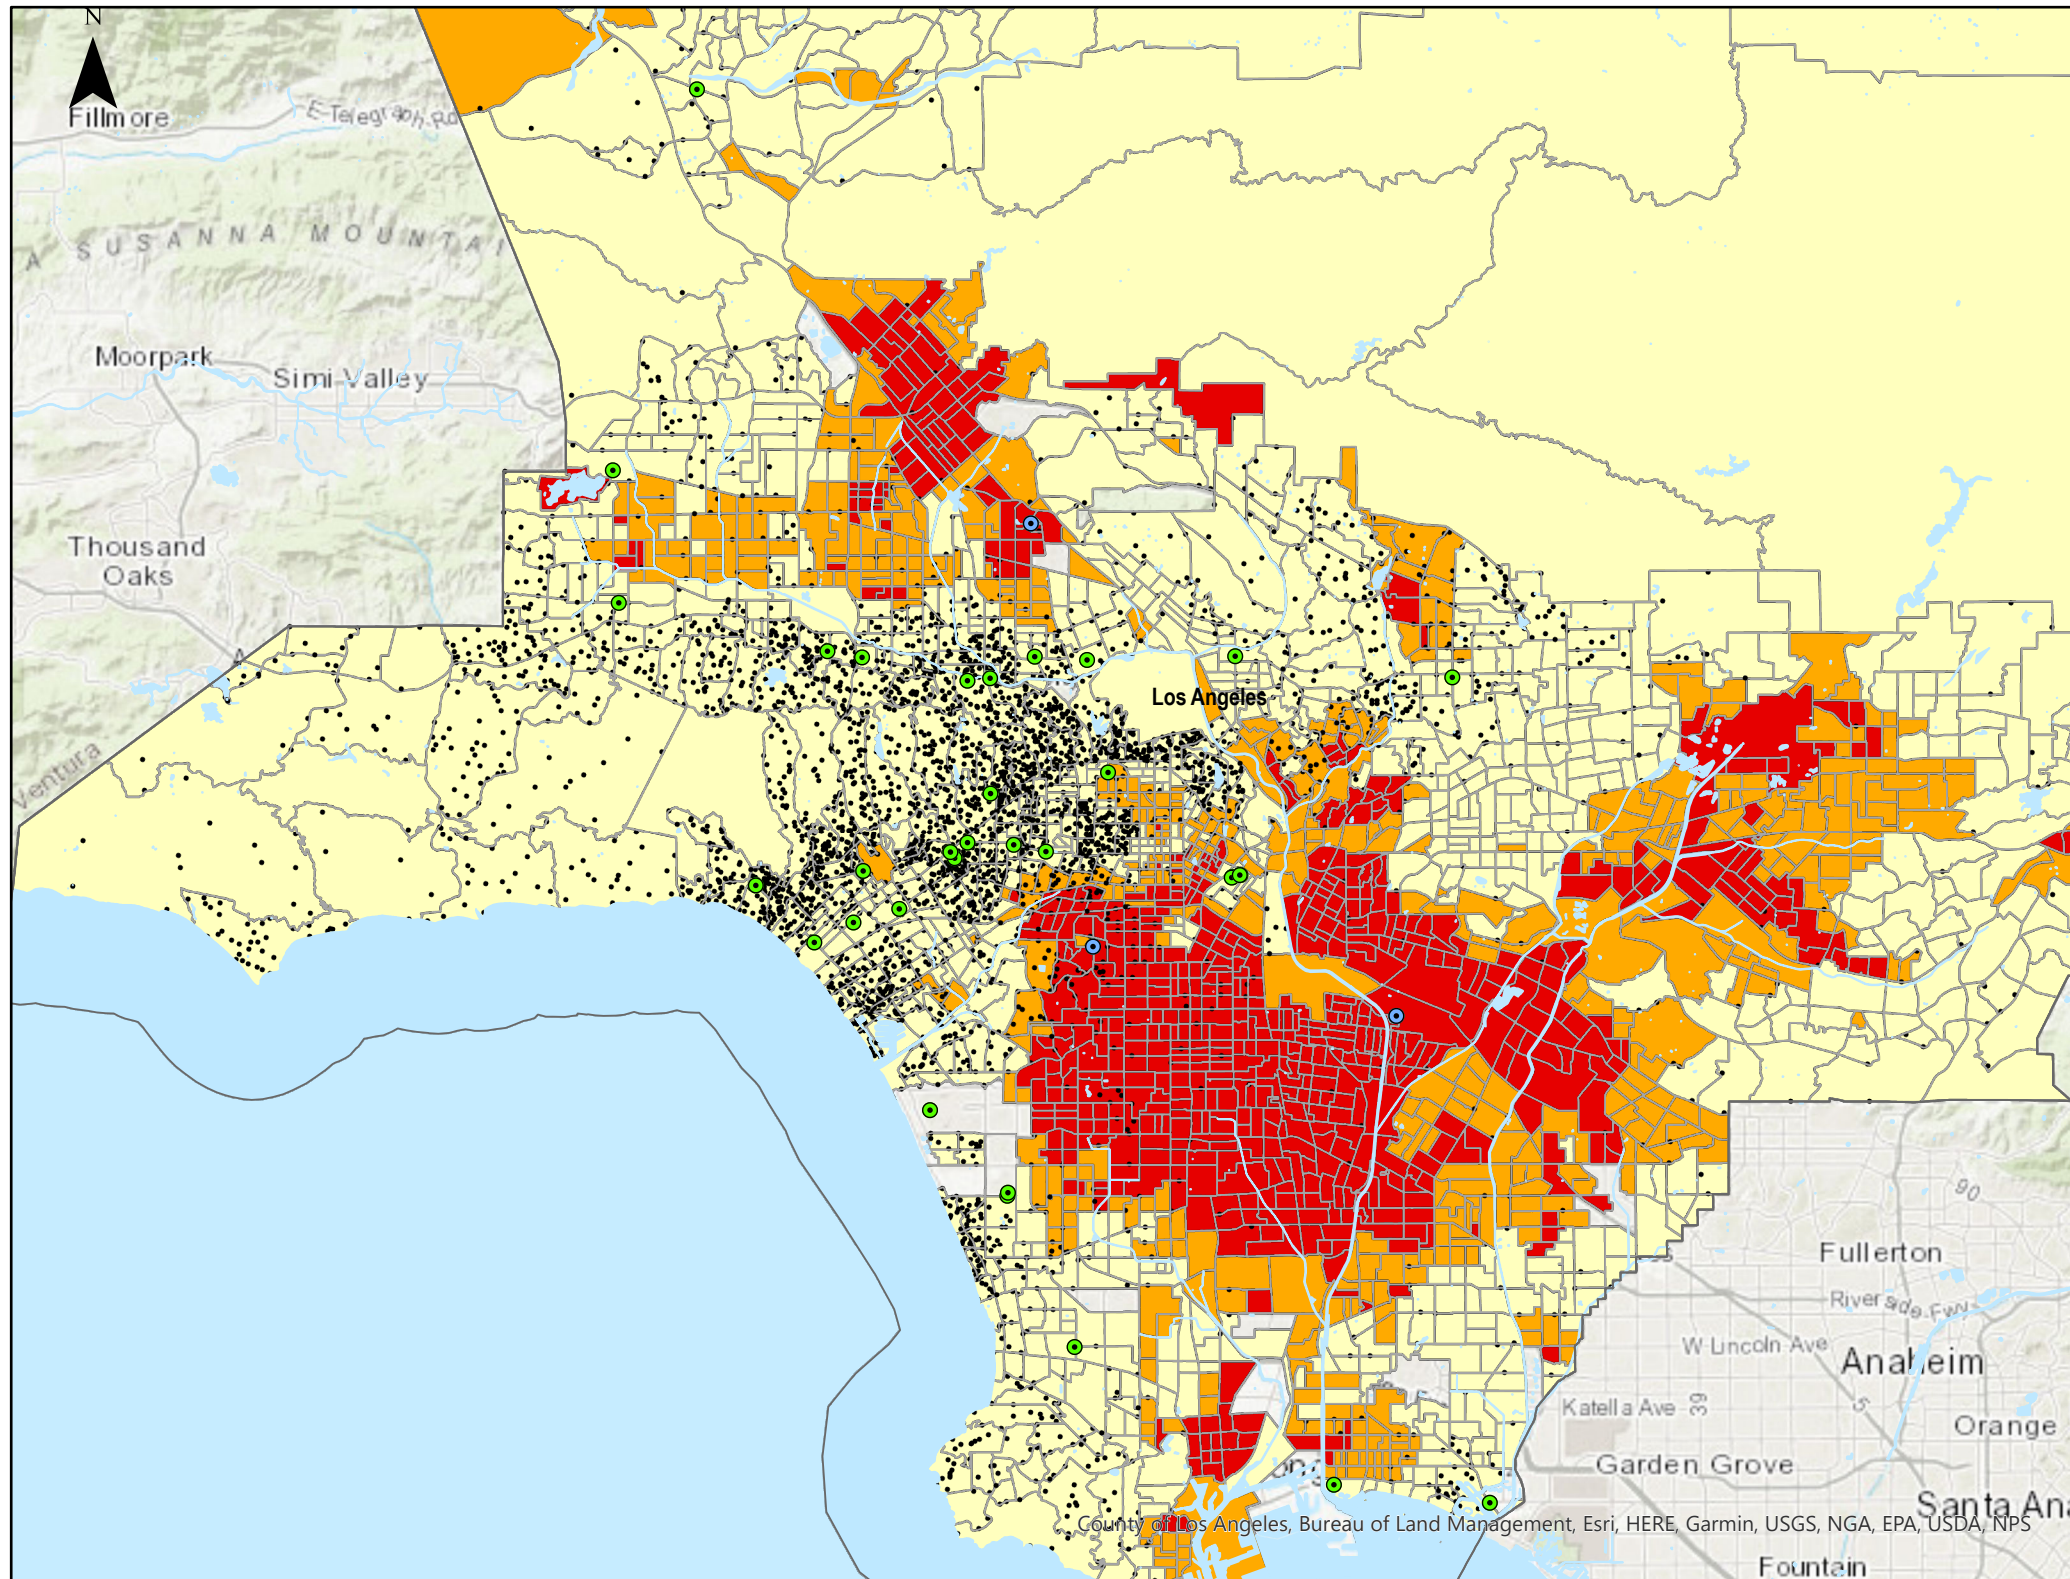 N
Fillmore
E-Telegraph-Rd
A SUSANNA MOUNTAI
Moorpark
Simi Valley
Thousand
Oaks
Los Angeles
Ventura
90
Fullerton
Riverside-Fwy
W-Lincoln Ave
Anaheim
Katella Ave
39
5
Orange
Garden Grove
Santa Ana
County of Los Angeles, Bureau of Land Management, Esri, HERE, Garmin, USGS, NGA, EPA, USDA, NPS
Fountain